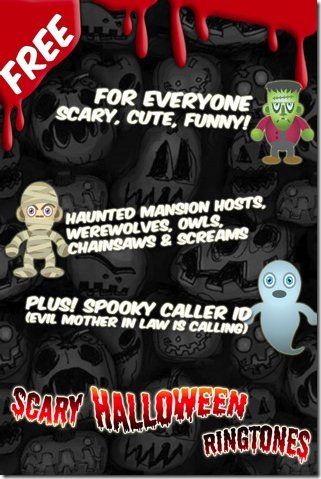 FREE
FOR EVERYONE
SCARY, CUTE, FUNNY!
HAUNTED MANSION HOSTS,
WEREWOLVES, OWLS,
CHAINSAWS & SCREAMS
PLUS! SPOOKY CALLER ID
(EVIL MOTHER IN LAW IS CALLING)
SCARY HALLOWEEN
RINGTONES